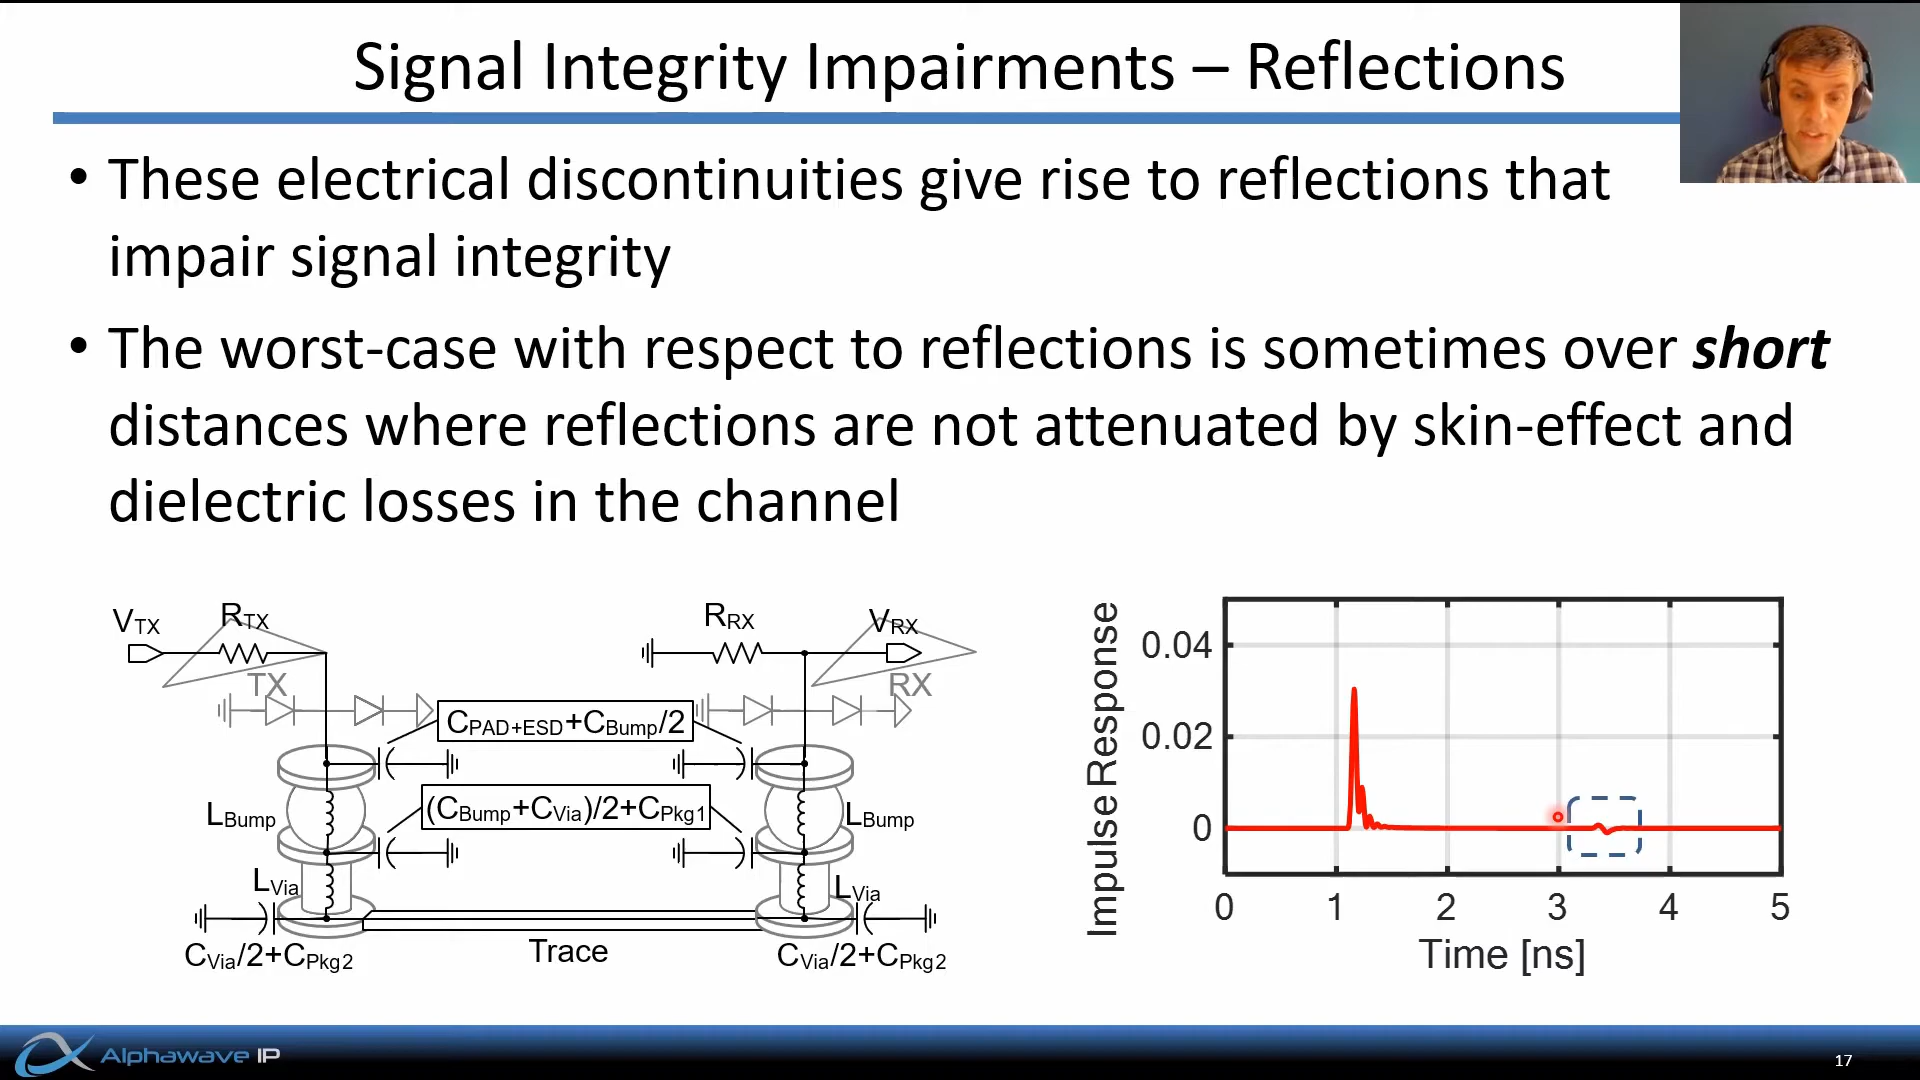 Signal Integrity Impairments – Reflections
• These electrical discontinuities give rise to reflections that
impair signal integrity
• The worst-case with respect to reflections is sometimes over short
distances where reflections are not attenuated by skin-effect and
dielectric losses in the channel
VTX
RTX
RRX
VRX
TX
RX
CPAD+ESD+CBump/2
(CBump+CVia)/2+CPkg1
LBump
LBump
LVia
LVia
CVia/2+CPkg2
Trace
CVia/2+CPkg2
Impulse Response
0.04
0.02
0
0 1 2 3 4 5
Time [ns]
Alphawave IP
17